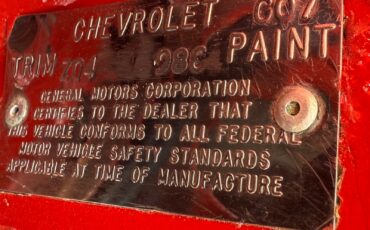 CHEVROLET
TRIM PAINT
GENERAL MOTORS CORPORATION
CERTIFIES TO THE DEALER THAT
THIS VEHICLE CONFORMS TO ALL FEDERAL
MOTOR VEHICLE SAFETY STANDARDS
APPLICABLE AT TIME OF MANUFACTURE